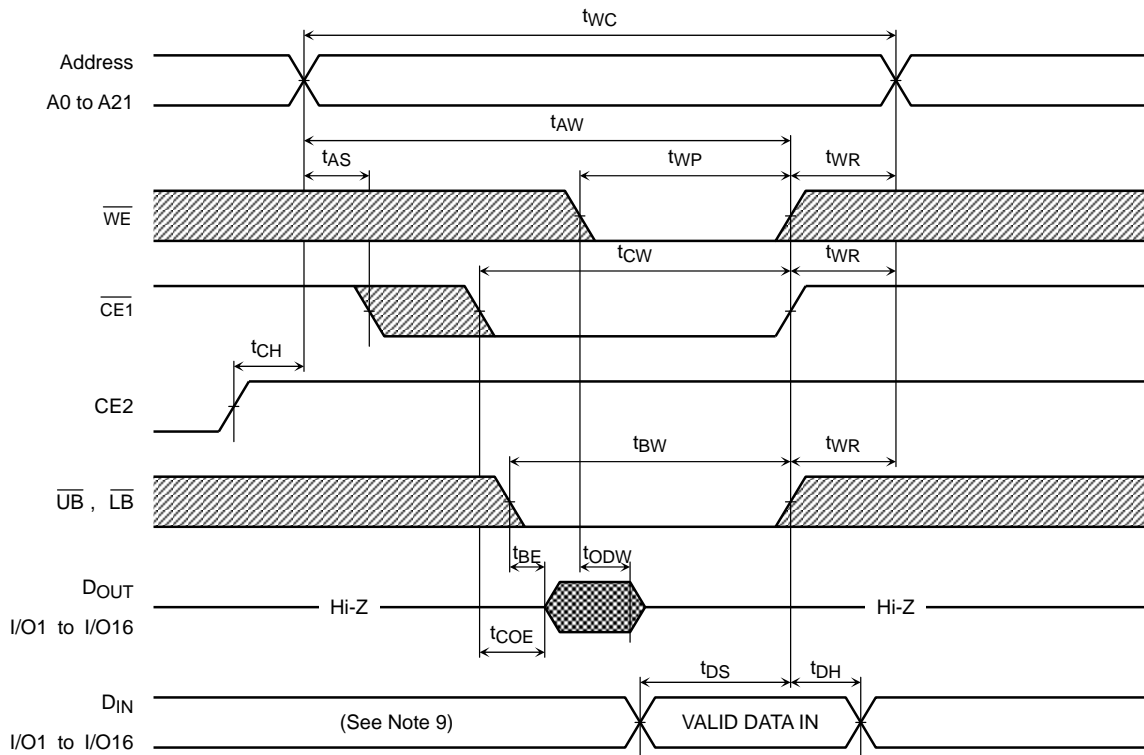 tWC
Address
A0 to A21
tAW
tAS
tWP
tWR
WE
tCW
tWR
CE1
tCH
CE2
tBW
tWR
UB , LB
tBE
tODW
DOUT
I/O1 to I/O16
Hi-Z
Hi-Z
tCOE
tDS
tDH
DIN
I/O1 to I/O16
(See Note 9)
VALID DATA IN